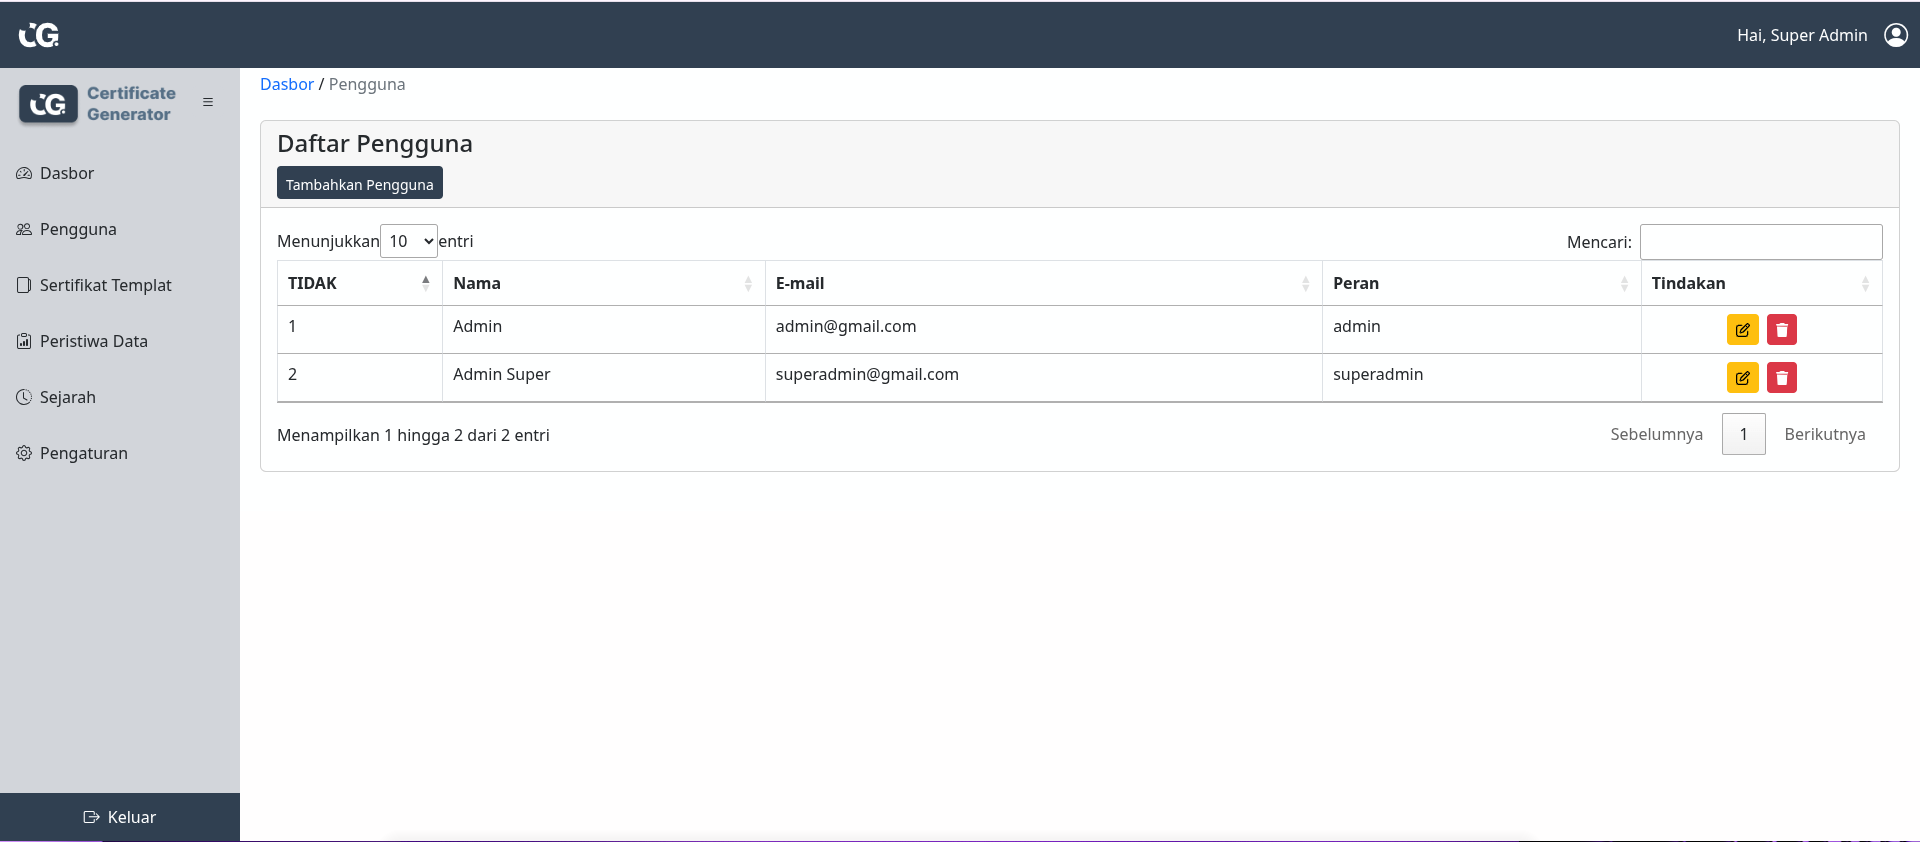 CG.
Hai, Super Admin
CG.
Certificate
Generator
Dasbor
Pengguna
Sertifikat Templat
Peristiwa Data
Sejarah
Pengaturan
Keluar
Dasbor / Pengguna
Daftar Pengguna
Tambahkan Pengguna
Menunjukkan 10 entri
Mencari:
TIDAK Nama E-mail Peran Tindakan
1 Admin admin@gmail.com admin
2 Admin Super superadmin@gmail.com superadmin
Menampilkan 1 hingga 2 dari 2 entri
Sebelumnya 1 Berikutnya